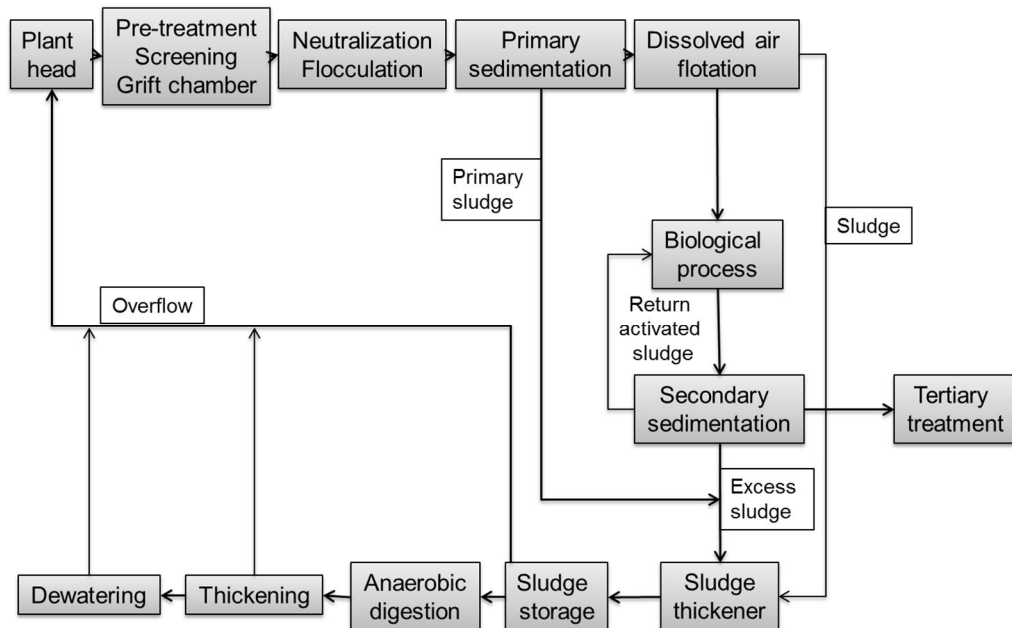 Plant
head
Pre-treatment
Screening
Grift chamber
Neutralization
Flocculation
Primary
sedimentation
Dissolved air
flotation
Primary
sludge
Sludge
Biological
process
Overflow
Return
activated
sludge
Secondary
sedimentation
Tertiary
treatment
Excess
sludge
Dewatering
Thickening
Anaerobic
digestion
Sludge
storage
Sludge
thickener